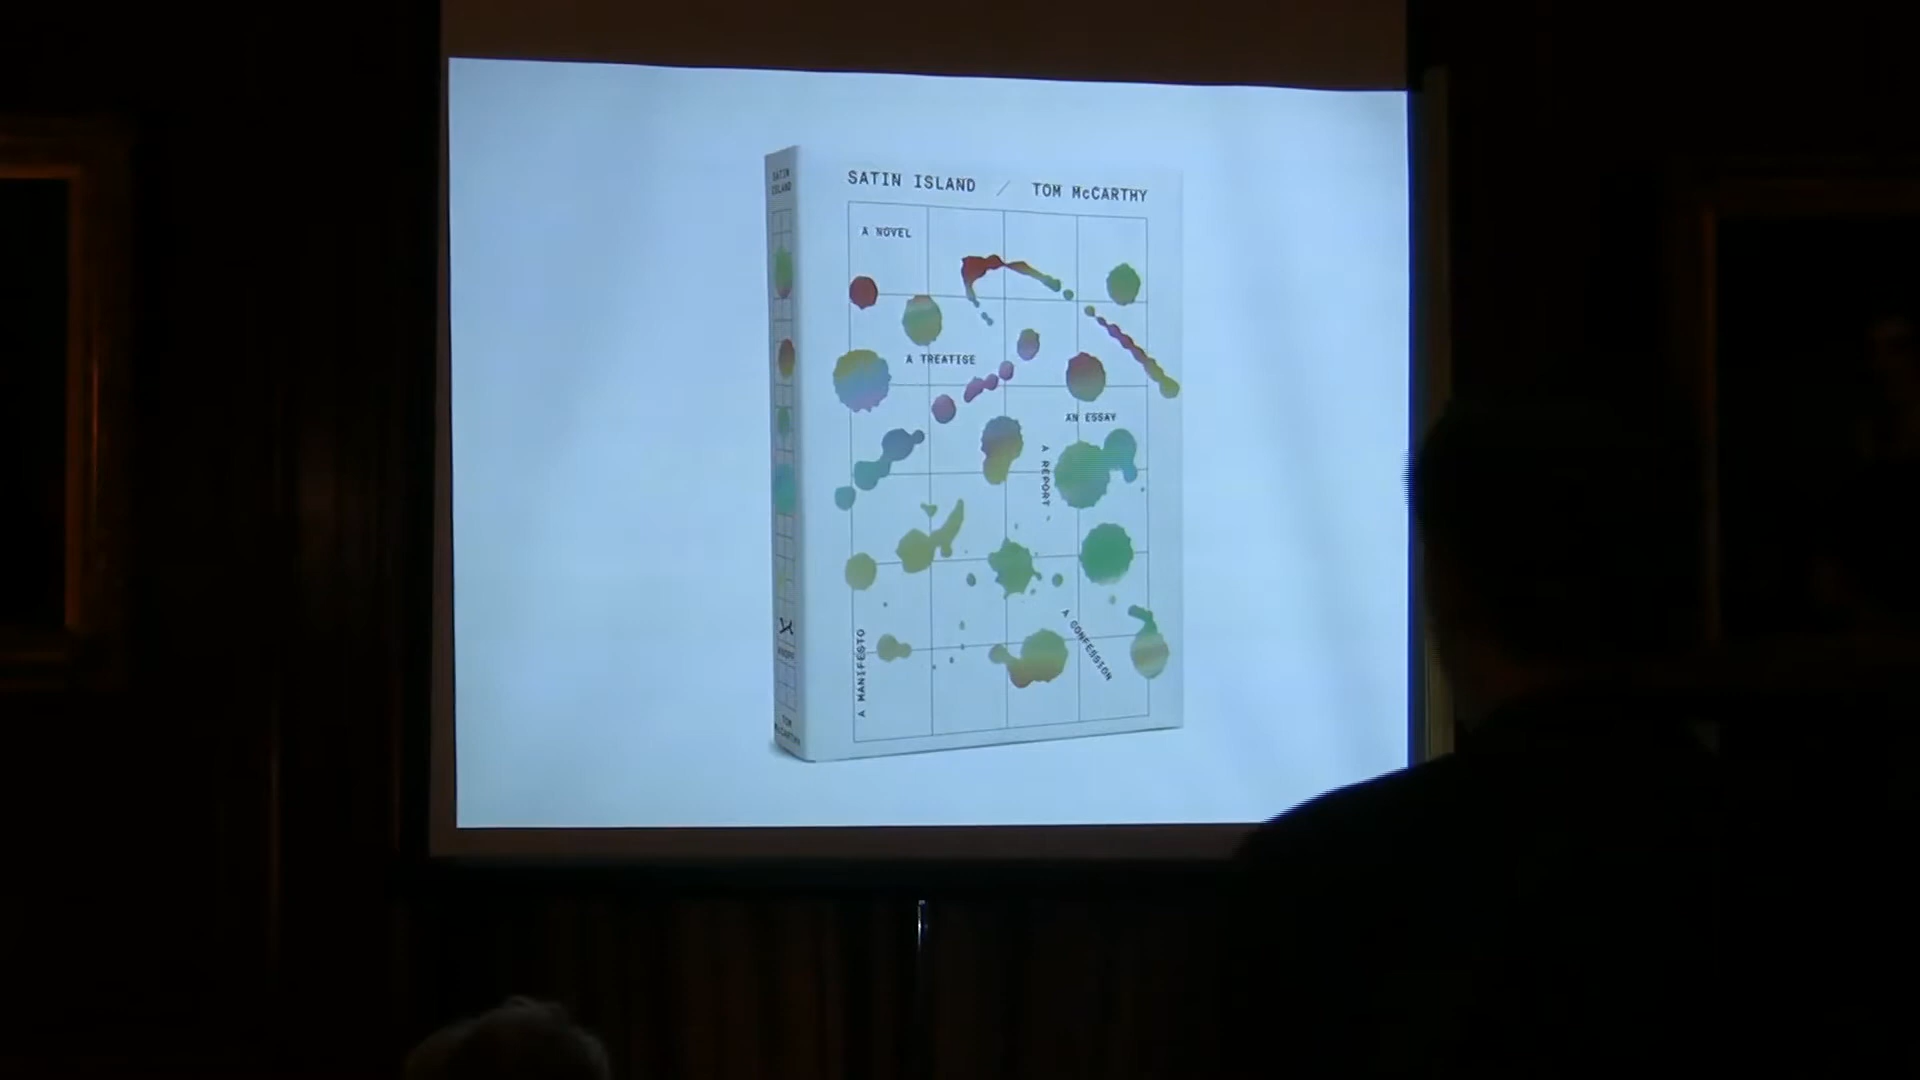 SATIN ISLAND / TOM McCARTHY
A NOVEL
A TREATISE
AN ESSAY
A REPORT
A MANIFESTO
A CONFESSION
SATIN
ISLAND
TOM
McCARTHY